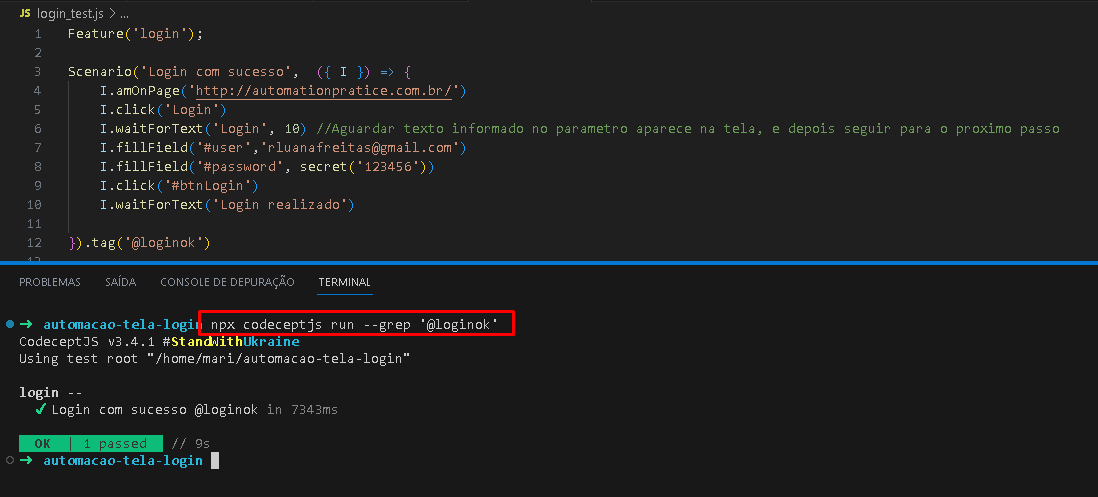 JS login_test.js > ...
1 Feature('login');
2
3 Scenario('Login com sucesso', ({ I }) => {
4 I.amOnPage('http://automationpratice.com.br/')
5 I.click('Login')
6 I.waitForText('Login', 10) //Aguardar texto informado no parametro aparece na tela, e depois seguir para o proximo passo
7 I.fillField('#user','rluanafreitas@gmail.com')
8 I.fillField('#password', secret('123456'))
9 I.click('#btnLogin')
10 I.waitForText('Login realizado')
11
12 }).tag('@loginok')
13
PROBLEMAS SAÍDA CONSOLE DE DEPURAÇÃO TERMINAL
➜ automacao-tela-login npx codeceptjs run --grep '@loginok'
CodeceptJS v3.4.1 #StandWithUkraine
Using test root "/home/mari/automacao-tela-login"
login --
✔ Login com sucesso @loginok in 7343ms
OK | 1 passed // 9s
➜ automacao-tela-login